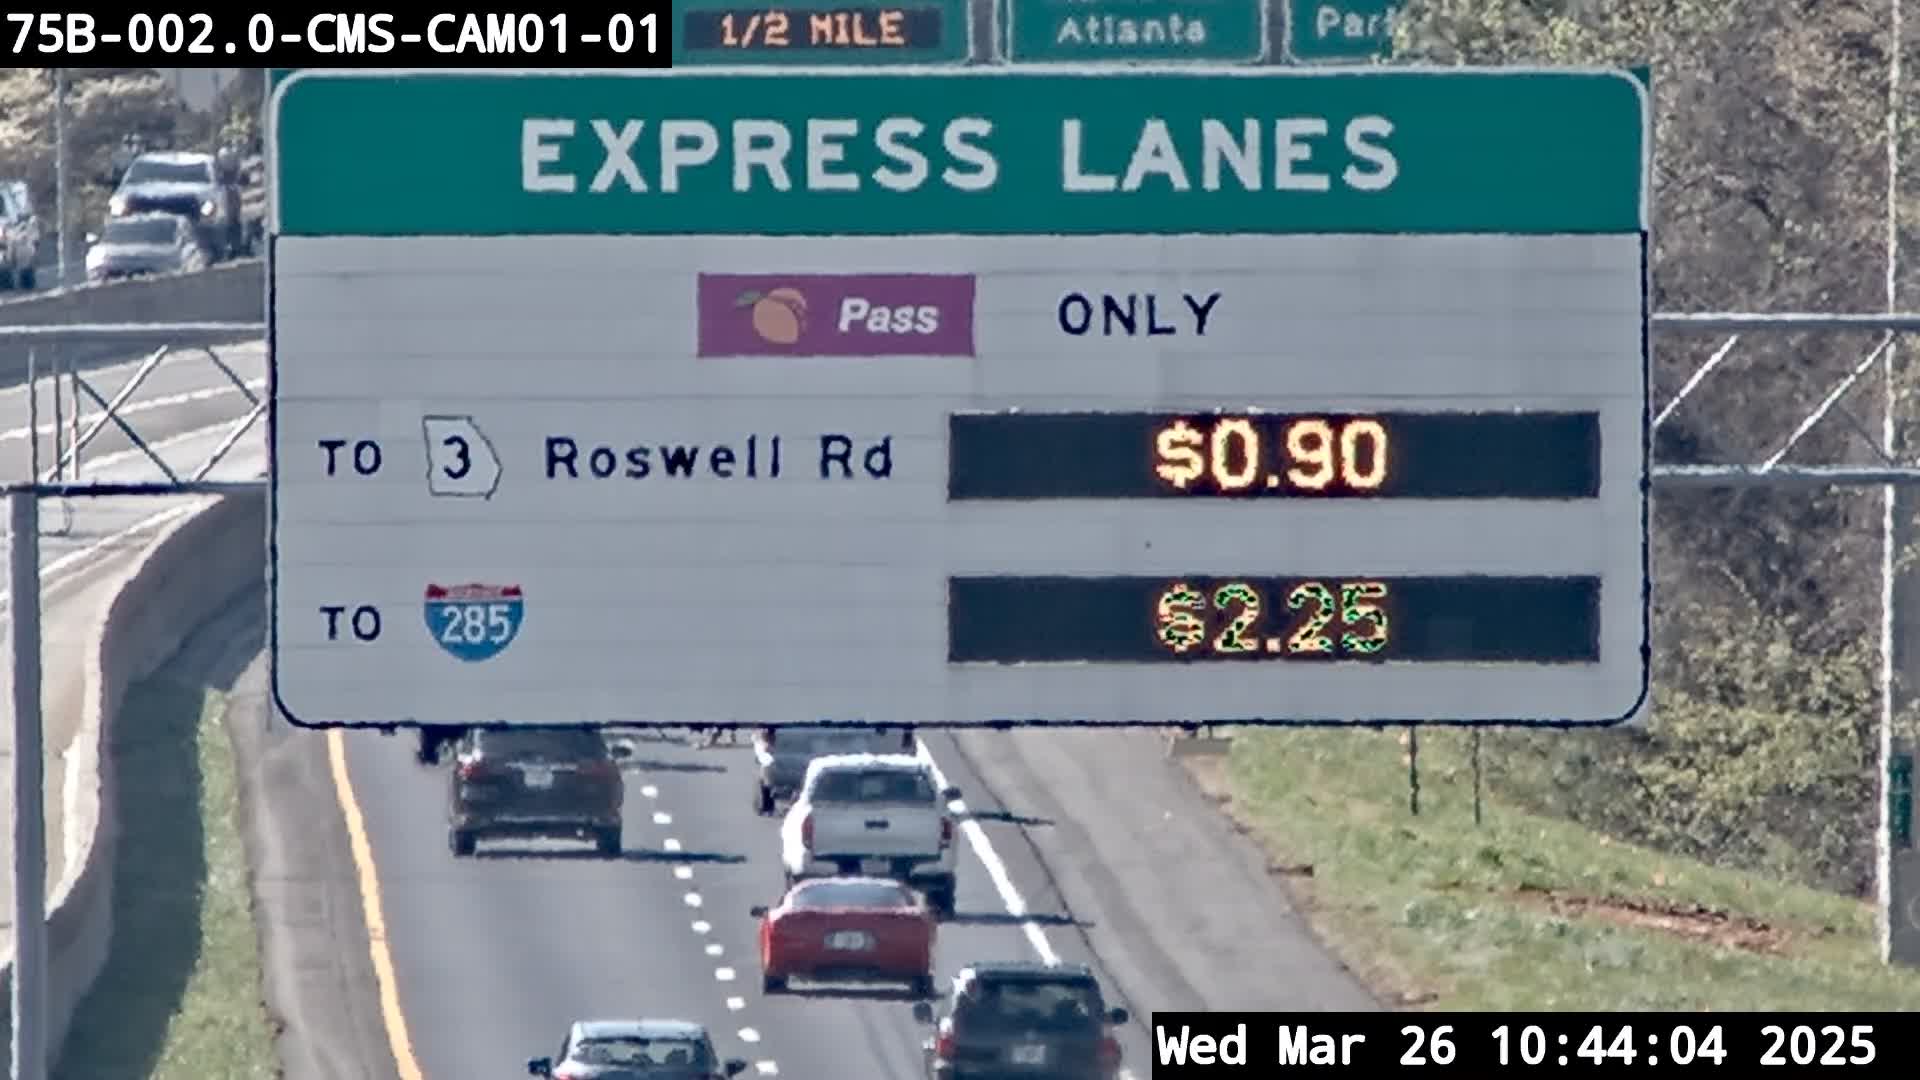 75B-002.0-CMS-CAM01-01
1/2 MILE
Atlanta
EXPRESS LANES
Pass ONLY
TO 3 Roswell Rd $0.90
TO 285 $2.25
Wed Mar 26 10:44:04 2025